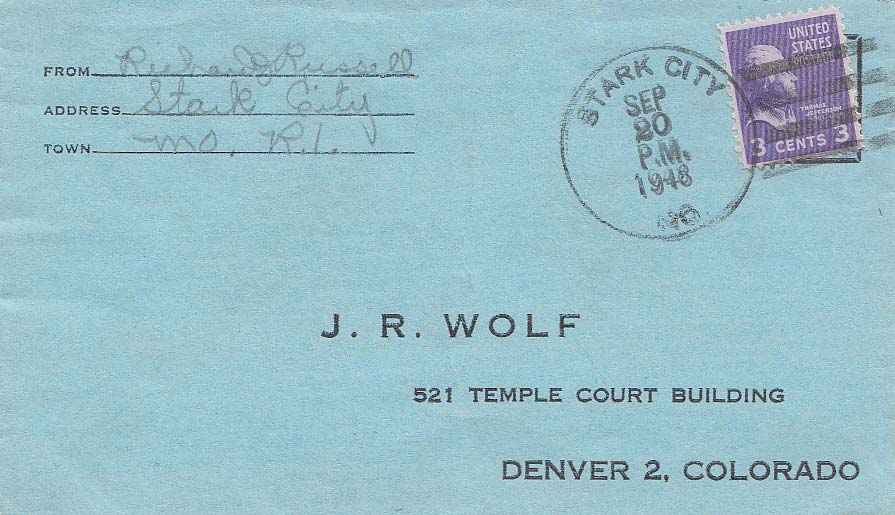 FROM Richard Russell
ADDRESS Stark City
TOWN Mo. R.1.
STARK CITY
SEP
20
P.M.
1948
MO.
UNITED
STATES
POSTAGE
THOMAS
JEFFERSON
3 CENTS 3
J. R. WOLF
521 TEMPLE COURT BUILDING
DENVER 2, COLORADO